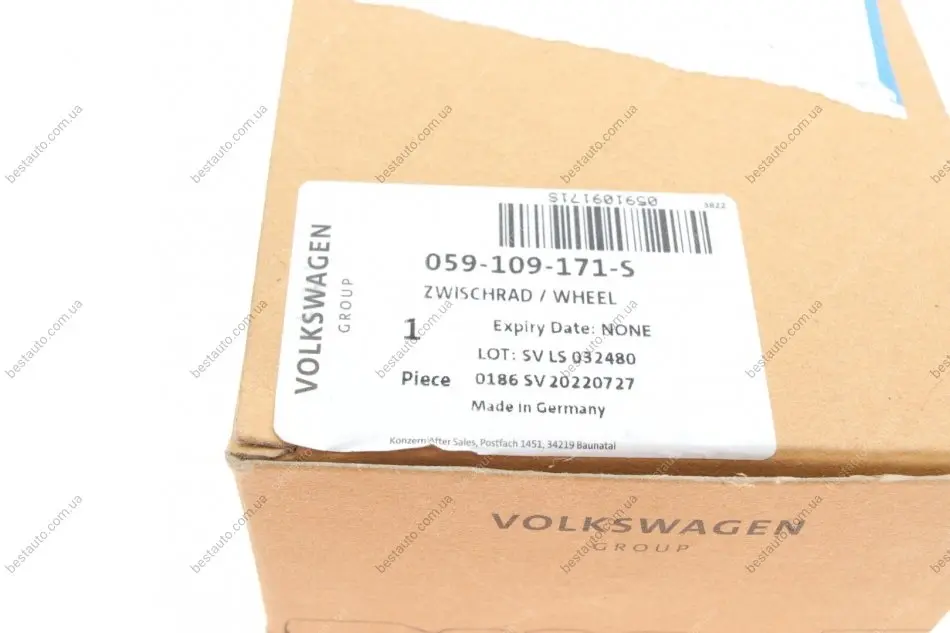 059109171S
3822
059-109-171-S
ZWISCHRAD / WHEEL
VOLKSWAGEN
GROUP
1
Expiry Date: NONE
LOT: SV LS 032480
Piece 0186 SV 20220727
Made in Germany
Konzern After Sales, Postfach 1451, 34219 Baunatal
VOLKSWAGEN
GROUP
bestauto.com.ua